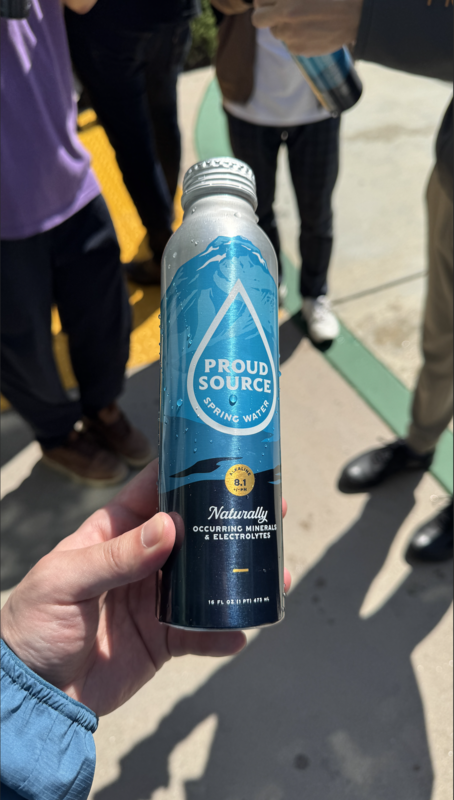 PROUD
SOURCE
SPRING WATER
ALKALINE
8.1
Naturally
OCCURRING MINERALS
& ELECTROLYTES
16 FL OZ (1 PT) 473 mL